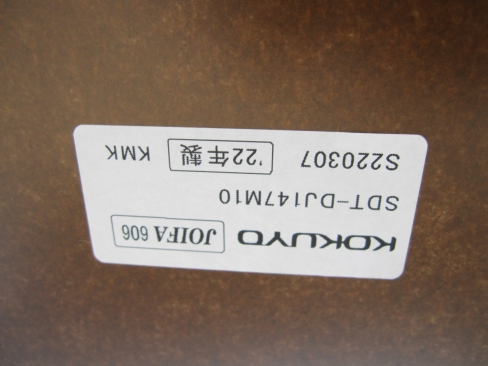 KOKUYO JOIFA 606
SDT-DJ147M10
S220307 '22年製 KMK